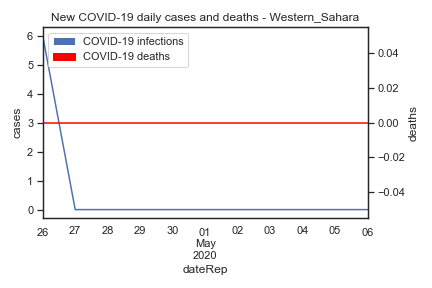 New COVID-19 daily cases and deaths - Western_Sahara
COVID-19 infections
COVID-19 deaths
6
5
4
3
2
1
0
cases
0.04
0.02
0.00
−0.02
−0.04
deaths
26 27 28 29 30 01 02 03 04 05 06
May
2020
dateRep